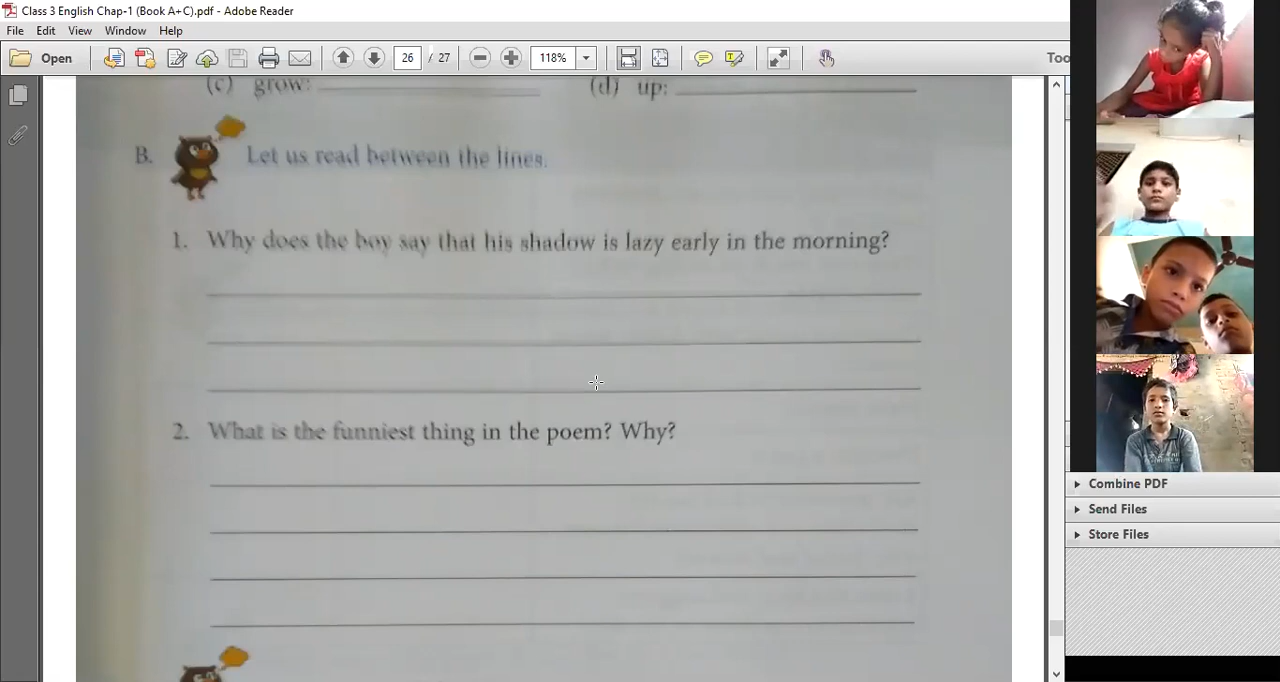 Class 3 English Chap-1 (Book A+C).pdf - Adobe Reader
File Edit View Window Help
Open 26 / 27 118% Too
(c) grow: (d) up:
B. Let us read between the lines.
1. Why does the boy say that his shadow is lazy early in the morning?
2. What is the funniest thing in the poem? Why?
Combine PDF
Send Files
Store Files